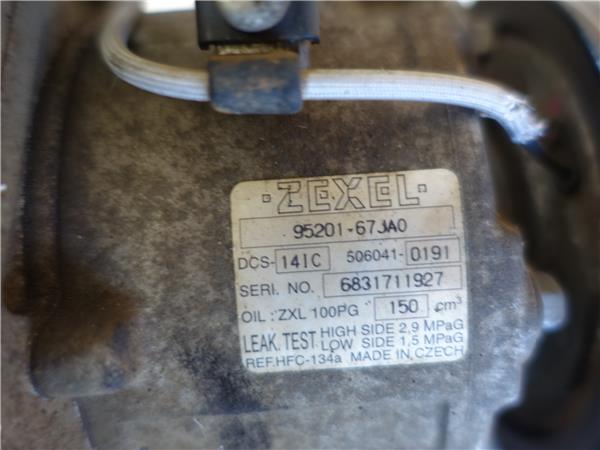 ·ZEXEL·
95201-67JA0
DCS-14IC 506041-0191
SERI. NO. 6831711927
OIL : ZXL 100PG 150 cm³
LEAK. TEST HIGH SIDE 2,9 MPaG
LOW SIDE 1,5 MPaG
REF.HFC-134a MADE IN CZECH